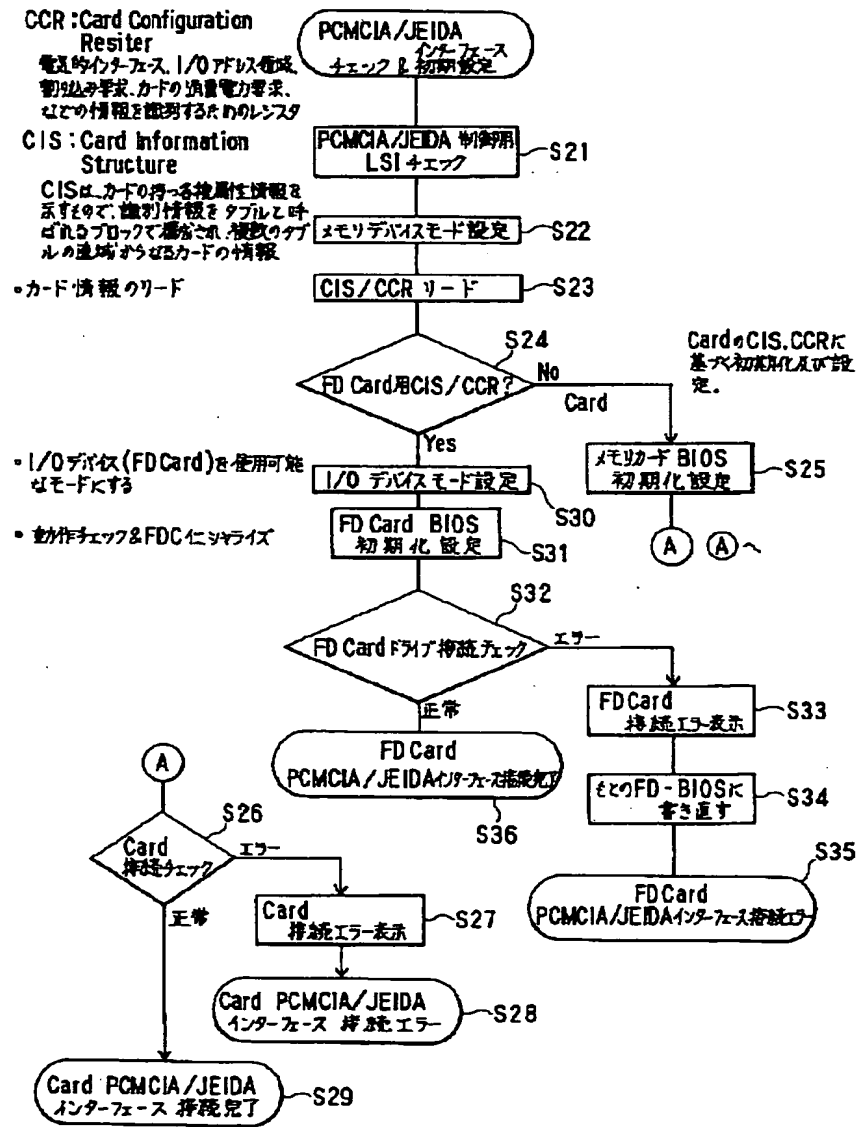 CCR:Card Configuration
Resiter
電気的インターフェース、I/Oアドレス領域、
割り込み要求、カードの消費電力要求、
などの情報を識別するためのレジスタ
CIS:Card Information
Structure
CISは、カードの持つ各種属性情報を
示すもので、識別情報をタプルと呼
ばれるブロックで構成され、複数のタプ
ルの連域からなるカードの情報
・カード情報のリード
・I/Oデバイス(FD Card)を使用可能
なモードにする
・動作チェック&FDCイニシャライズ
PCMCIA/JEIDA
インターフェース
チェック & 初期設定
PCMCIA/JEIDA 制御用
LSI チェック
S21
メモリデバイスモード設定
S22
CIS/CCR リード
S23
S24
FD Card用CIS/CCR?
No
Card
Yes
CardのCIS,CCRに
基づく初期化及び設
定。
メモリカード BIOS
初期化設定
S25
A
Aへ
I/O デバイスモード設定
S30
FD Card BIOS
初期化設定
S31
S32
FD Cardドライブ接続チェック
エラー
正常
FD Card
接続エラー表示
S33
もとのFD-BIOSに
書き直す
S34
S35
FD Card
PCMCIA/JEIDAインターフェース接続エラー
FD Card
PCMCIA/JEIDAインターフェース接続完了
S36
A
S26
Card
接続チェック
エラー
正常
Card
接続エラー表示
S27
Card PCMCIA/JEIDA
インターフェース 接続エラー
S28
Card PCMCIA/JEIDA
インターフェース 接続完了
S29